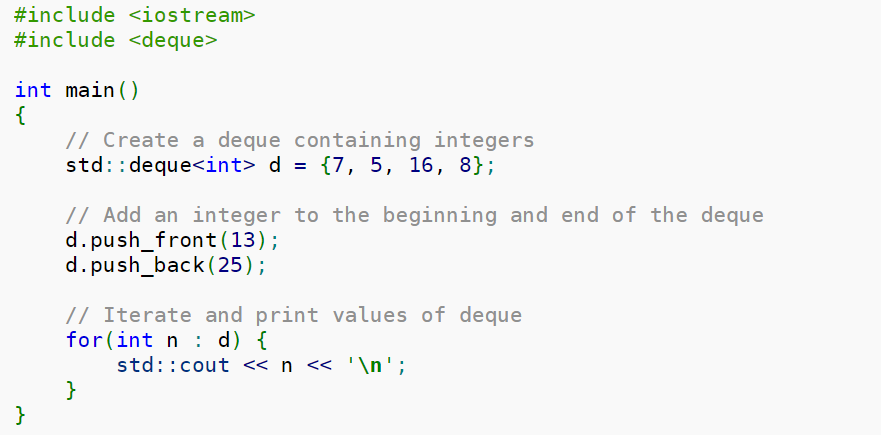 #include <iostream>
#include <deque>
int main()
{
    // Create a deque containing integers
    std::deque<int> d = {7, 5, 16, 8};
    // Add an integer to the beginning and end of the deque
    d.push_front(13);
    d.push_back(25);
    // Iterate and print values of deque
    for(int n : d) {
        std::cout << n << '\n';
    }
}